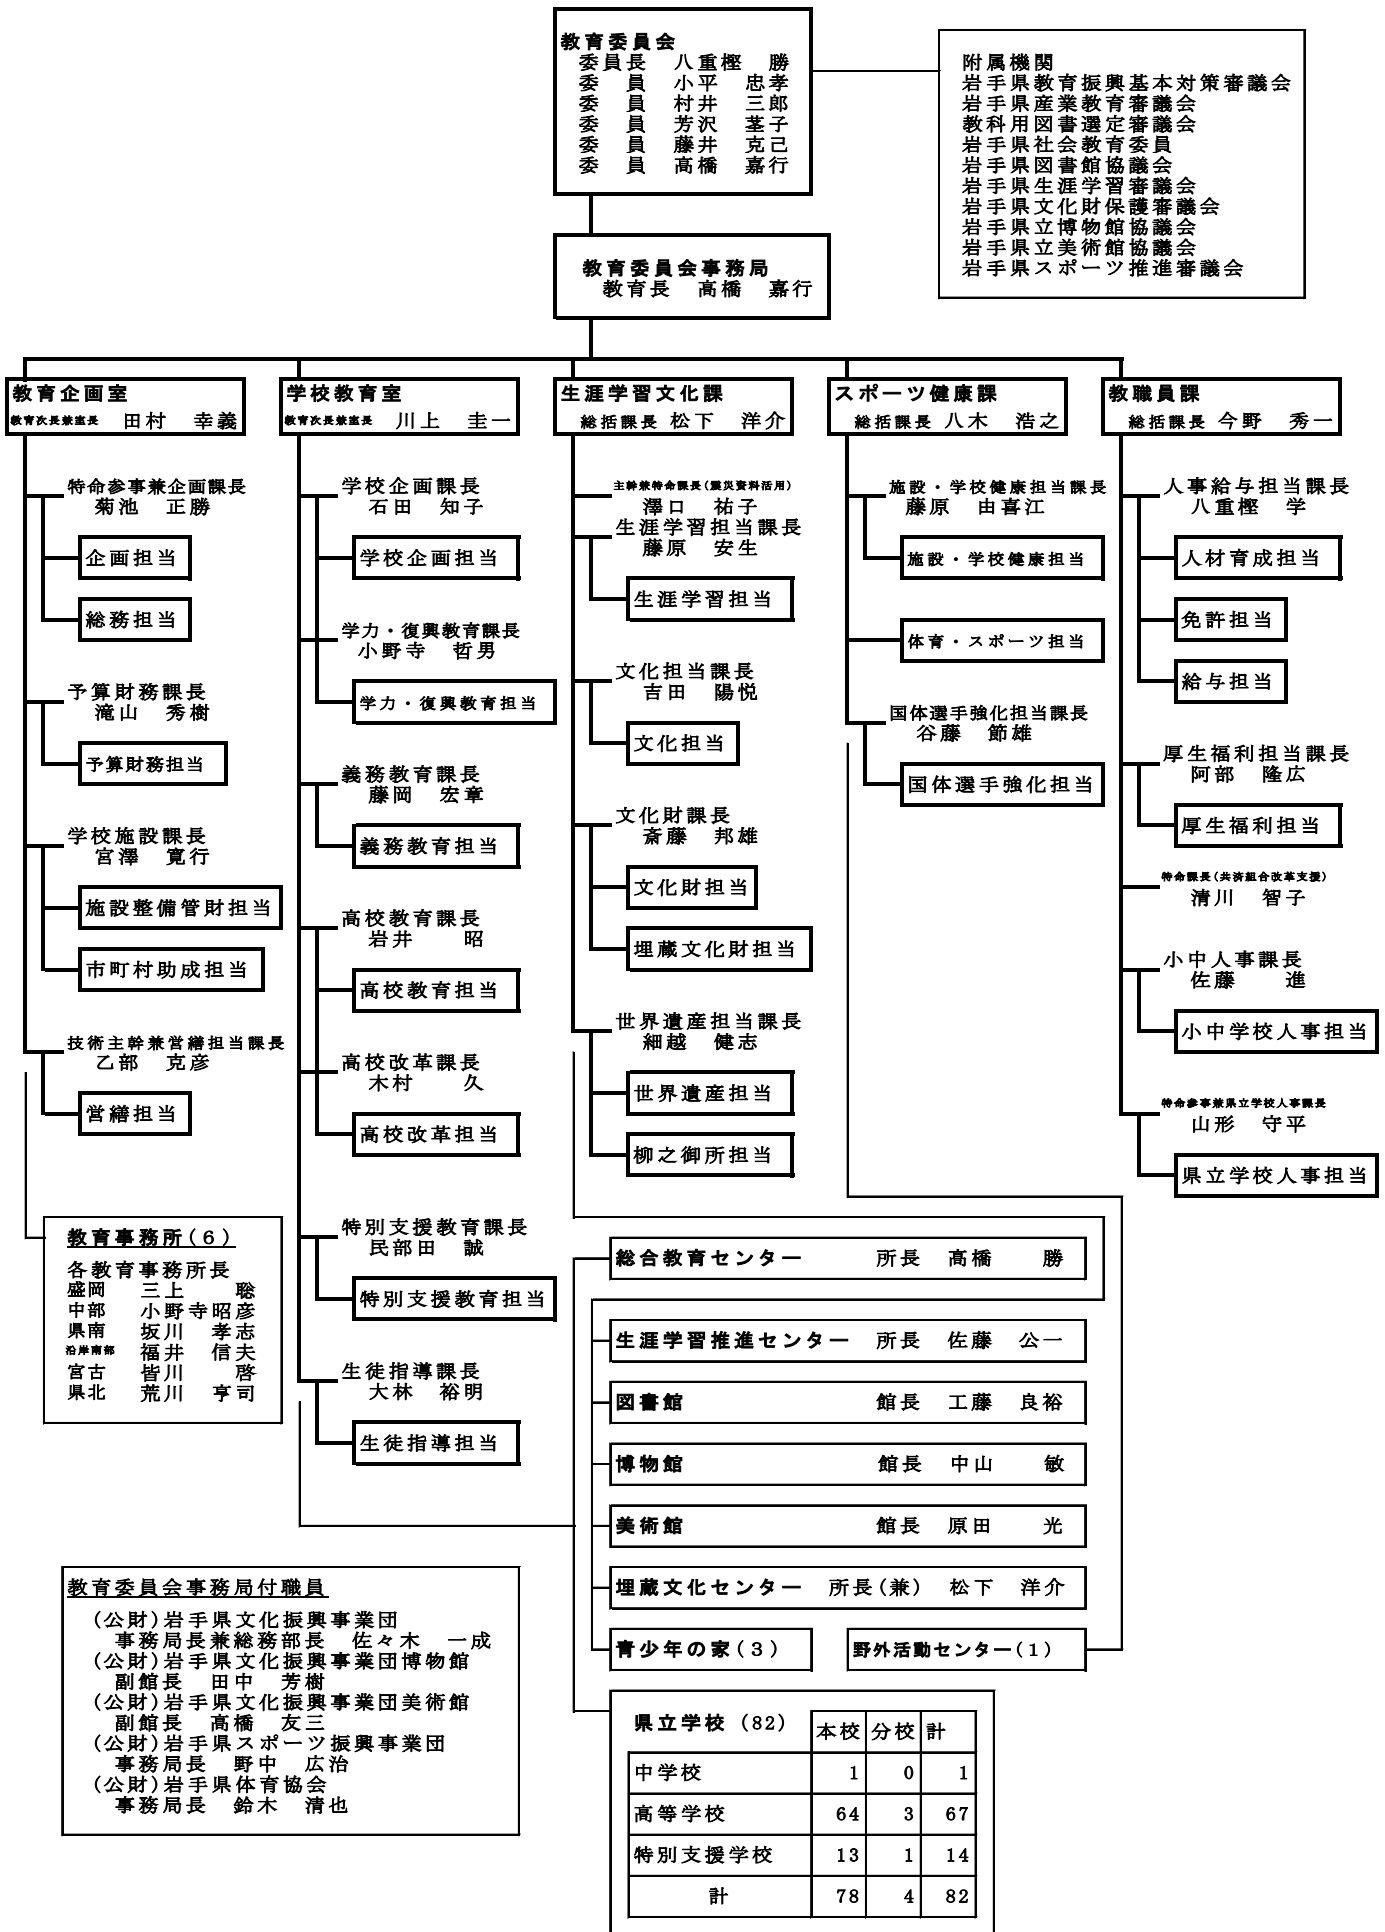 教育委員会
委員長　八重樫　勝
委　員　小平　忠孝
委　員　村井　三郎
委　員　芳沢　茎子
委　員　藤井　克己
委　員　高橋　嘉行
附属機関
岩手県教育振興基本対策審議会
岩手県産業教育審議会
教科用図書選定審議会
岩手県社会教育委員
岩手県図書館協議会
岩手県生涯学習審議会
岩手県文化財保護審議会
岩手県立博物館協議会
岩手県立美術館協議会
岩手県スポーツ推進審議会
教育委員会事務局
教育長　高橋　嘉行
教育企画室
教育次長兼室長　田村　幸義
特命参事兼企画課長
菊池　正勝
企画担当
総務担当
予算財務課長
滝山　秀樹
予算財務担当
学校施設課長
宮澤　寛行
施設整備管財担当
市町村助成担当
技術主幹兼営繕担当課長
乙部　克彦
営繕担当
教育事務所(6)
各教育事務所長
盛岡　三上　聡
中部　小野寺昭彦
県南　坂川　孝志
沿岸南部　福井　信夫
宮古　皆川　啓
県北　荒川　亨司
学校教育室
教育次長兼室長　川上　圭一
学校企画課長
石田　知子
学校企画担当
学力・復興教育課長
小野寺　哲男
学力・復興教育担当
義務教育課長
藤岡　宏章
義務教育担当
高校教育課長
岩井　昭
高校教育担当
高校改革課長
木村　久
高校改革担当
特別支援教育課長
民部田　誠
特別支援教育担当
生徒指導課長
大林　裕明
生徒指導担当
生涯学習文化課
総括課長　松下　洋介
主幹兼特命課長(震災資料活用)
澤口　祐子
生涯学習担当課長
藤原　安生
生涯学習担当
文化担当課長
吉田　陽悦
文化担当
文化財課長
斎藤　邦雄
文化財担当
埋蔵文化財担当
世界遺産担当課長
細越　健志
世界遺産担当
柳之御所担当
スポーツ健康課
総括課長　八木　浩之
施設・学校健康担当課長
藤原　由喜江
施設・学校健康担当
体育・スポーツ担当
国体選手強化担当課長
谷藤　節雄
国体選手強化担当
教職員課
総括課長　今野　秀一
人事給与担当課長
八重樫　学
人材育成担当
免許担当
給与担当
厚生福利担当課長
阿部　隆広
厚生福利担当
特命課長(共済組合改革支援)
清川　智子
小中人事課長
佐藤　進
小中学校人事担当
特命参事兼県立学校人事課長
山形　守平
県立学校人事担当
総合教育センター　所長　高橋　勝
生涯学習推進センター　所長　佐藤　公一
図書館　館長　工藤　良裕
博物館　館長　中山　敏
美術館　館長　原田　光
埋蔵文化センター　所長(兼)　松下　洋介
青少年の家(3)
野外活動センター(1)
教育委員会事務局付職員
(公財)岩手県文化振興事業団
事務局長兼総務部長　佐々木　一成
(公財)岩手県文化振興事業団博物館
副館長　田中　芳樹
(公財)岩手県文化振興事業団美術館
副館長　高橋　友三
(公財)岩手県スポーツ振興事業団
事務局長　野中　広治
(公財)岩手県体育協会
事務局長　鈴木　清也
県立学校 (82)　本校　分校　計
中学校　1　0　1
高等学校　64　3　67
特別支援学校　13　1　14
計　78　4　82